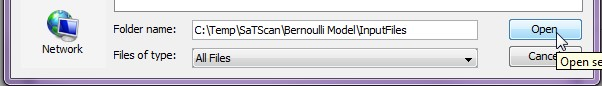 Folder name: C:\Temp\SaTScan\Bernoulli Model\InputFiles Open
Network
Files of type: All Files Cance
Open se